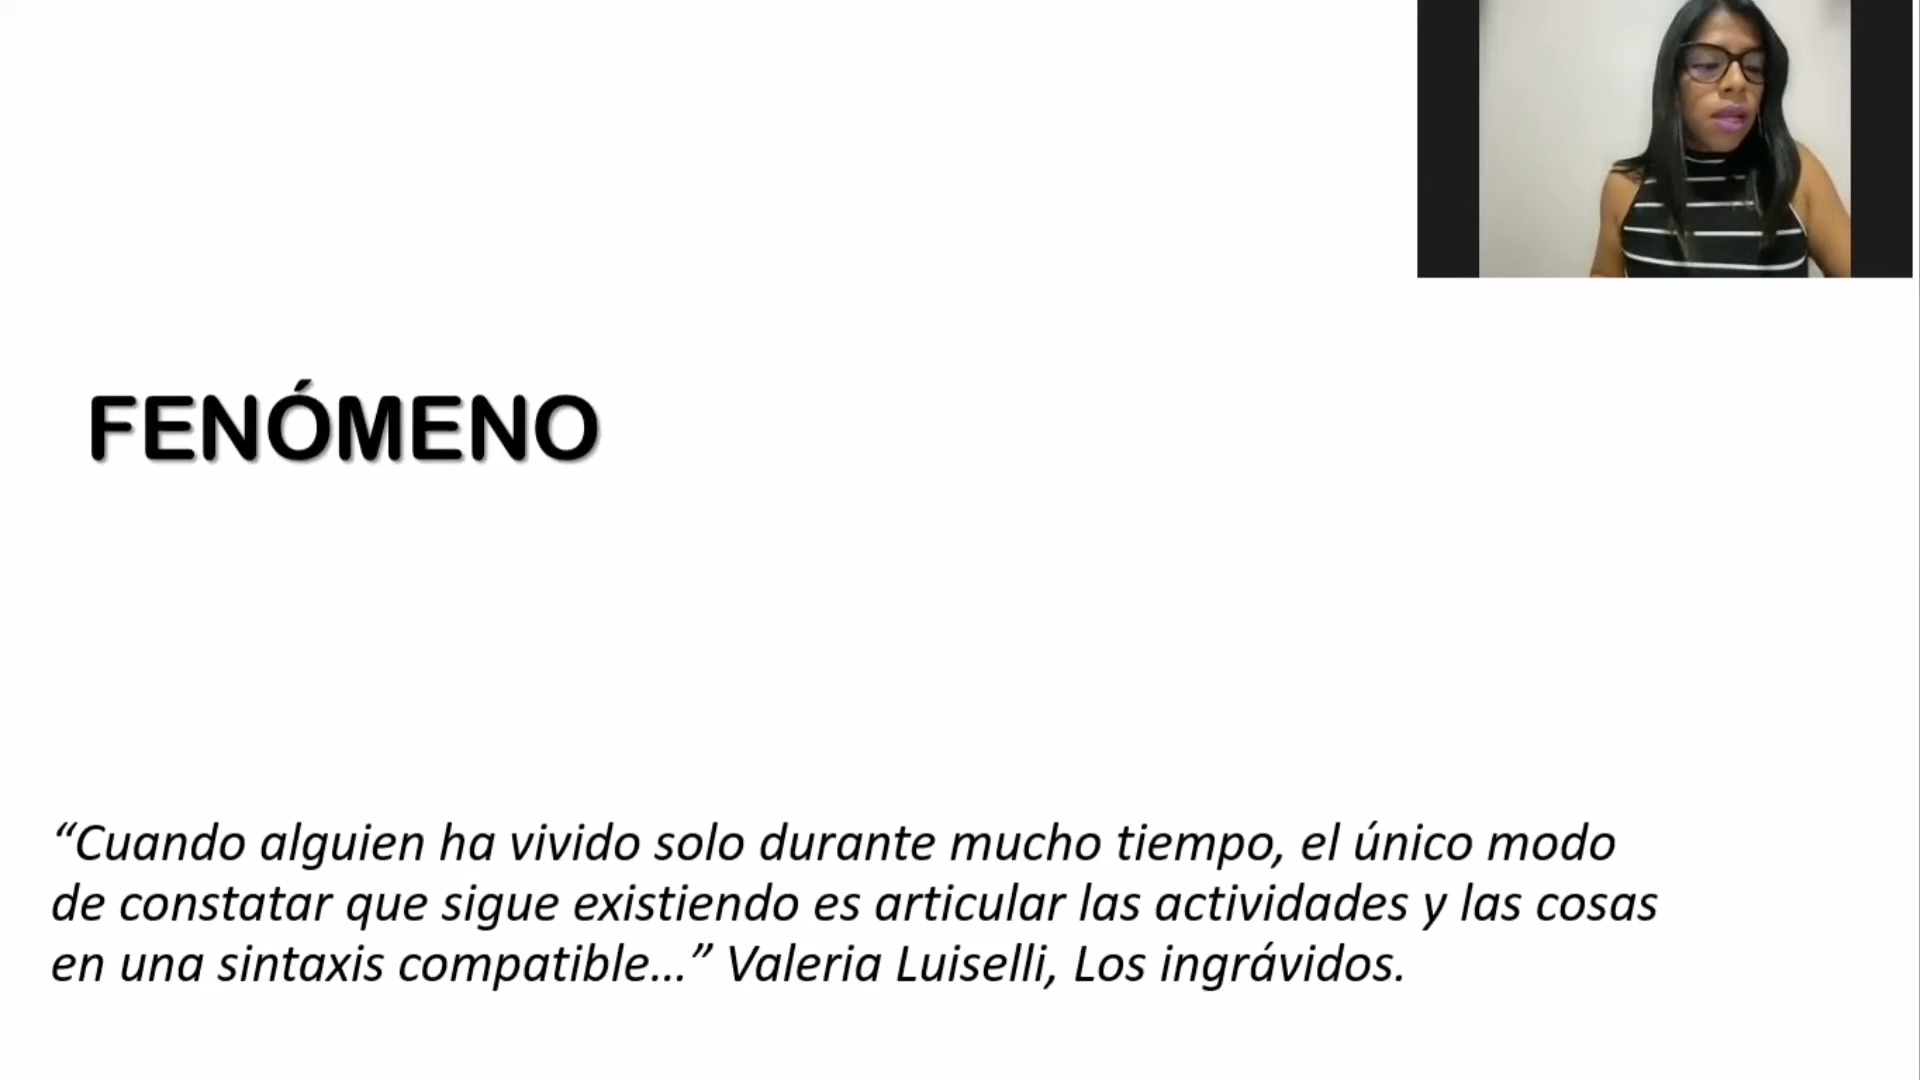 FENÓMENO
“Cuando alguien ha vivido solo durante mucho tiempo, el único modo
de constatar que sigue existiendo es articular las actividades y las cosas
en una sintaxis compatible…” Valeria Luiselli, Los ingrávidos.